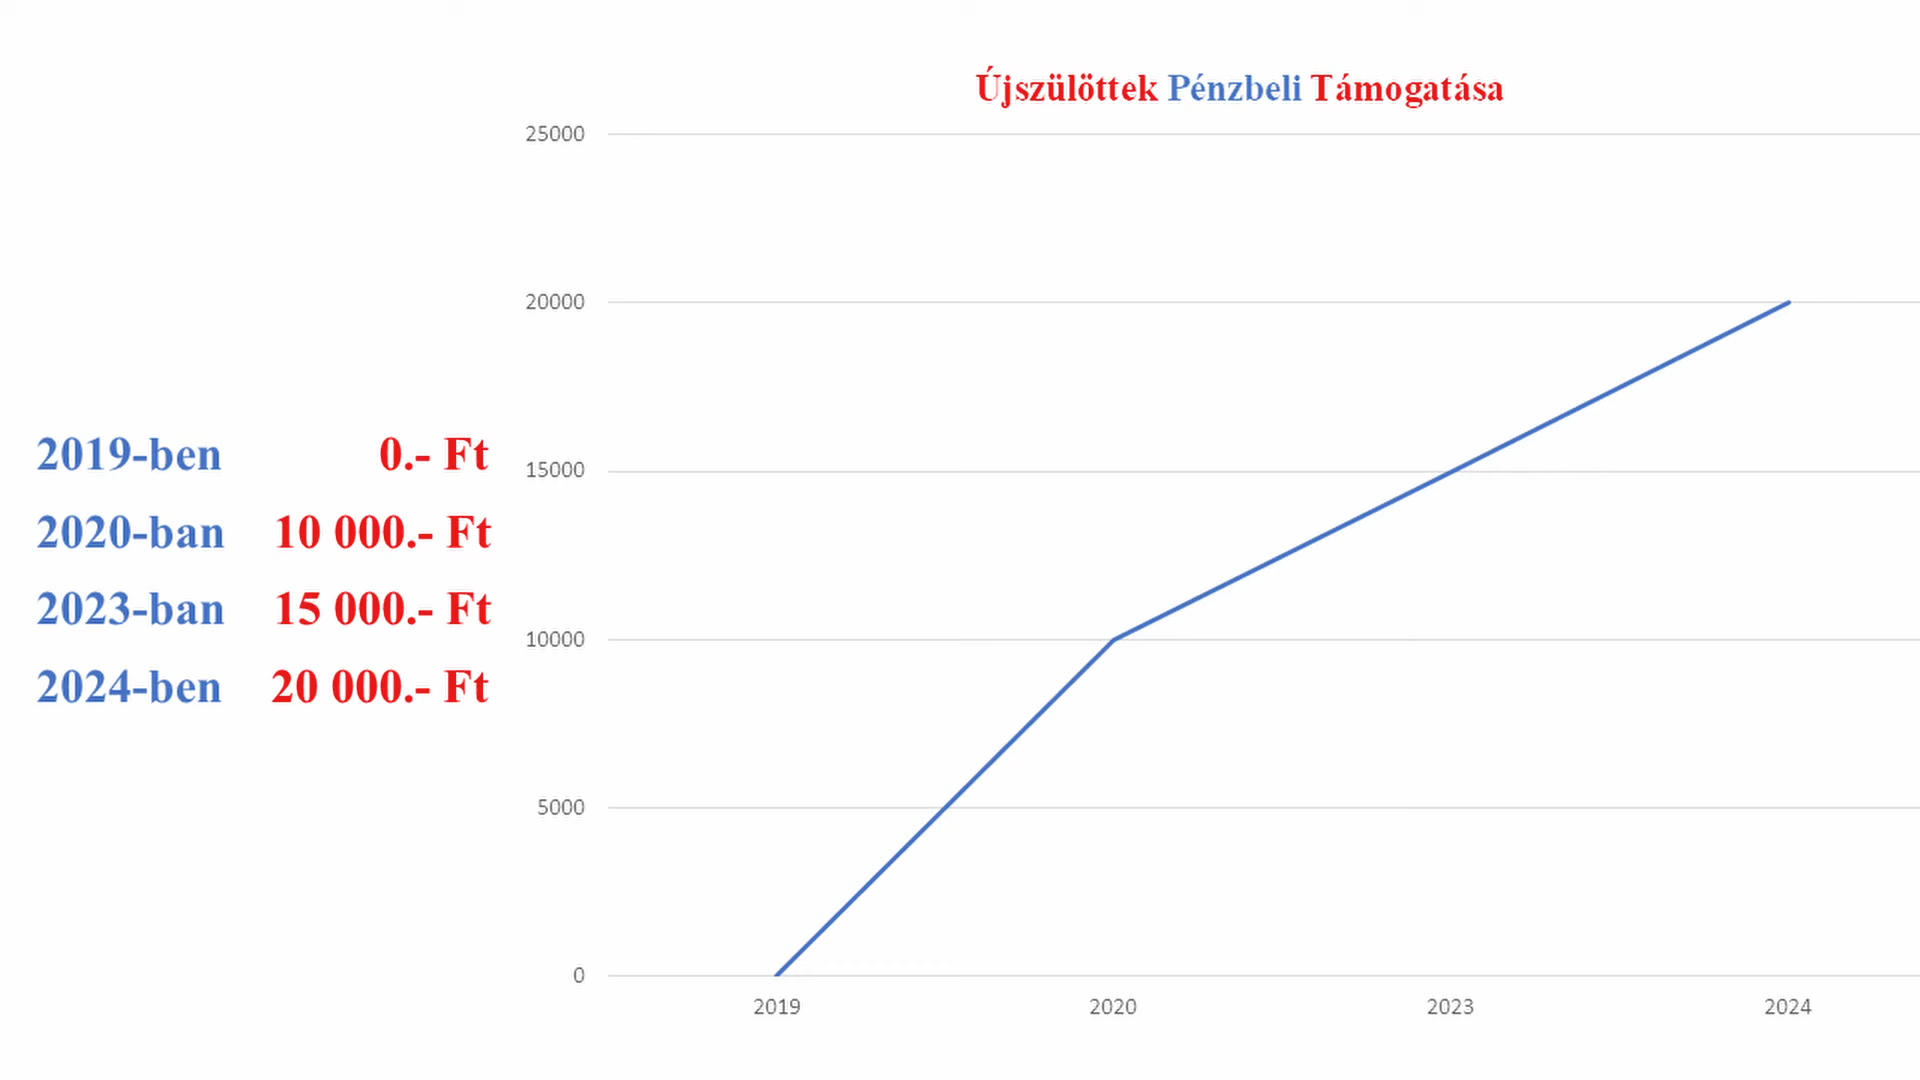 Újszülöttek Pénzbeli Támogatása
2019-ben 0.- Ft
2020-ban 10 000.- Ft
2023-ban 15 000.- Ft
2024-ben 20 000.- Ft
25000
20000
15000
10000
5000
0
2019 2020 2023 2024